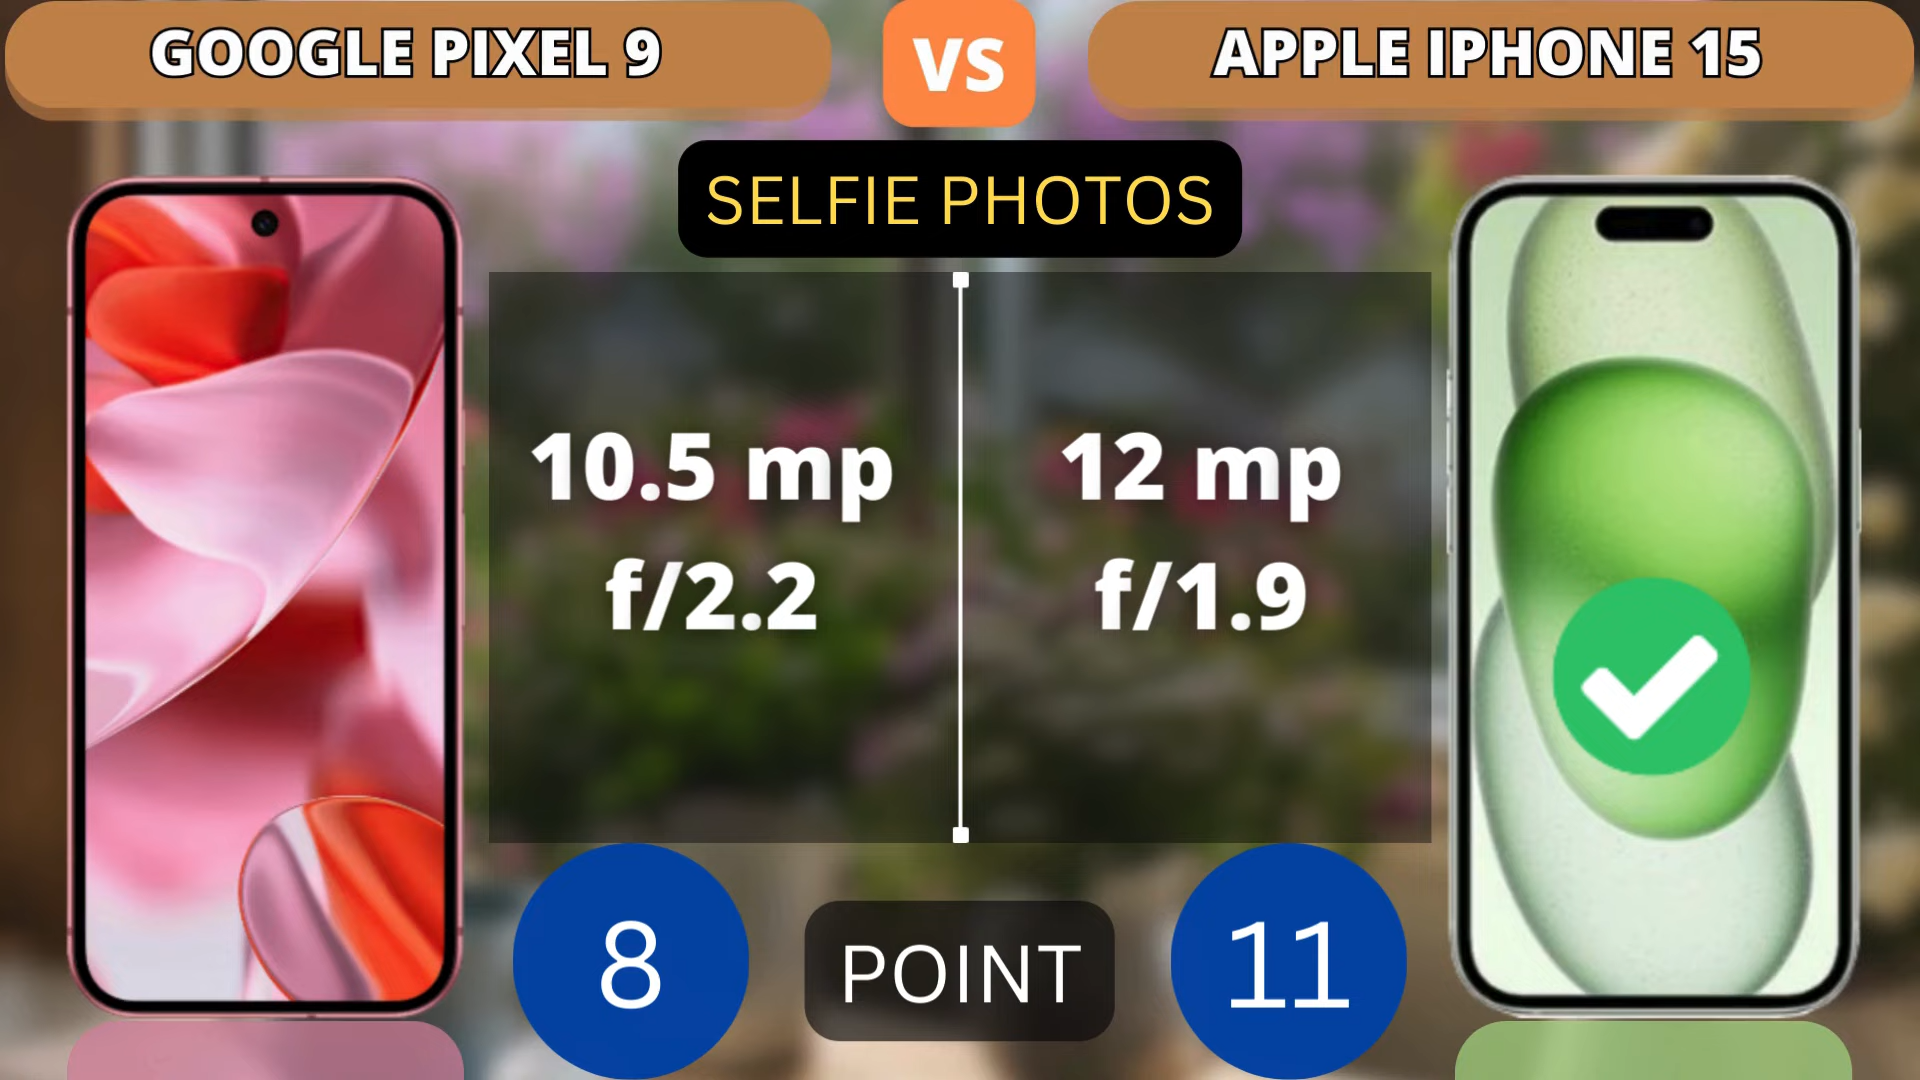 GOOGLE PIXEL 9
VS
APPLE IPHONE 15
SELFIE PHOTOS
10.5 mp
f/2.2
12 mp
f/1.9
8
POINT
11